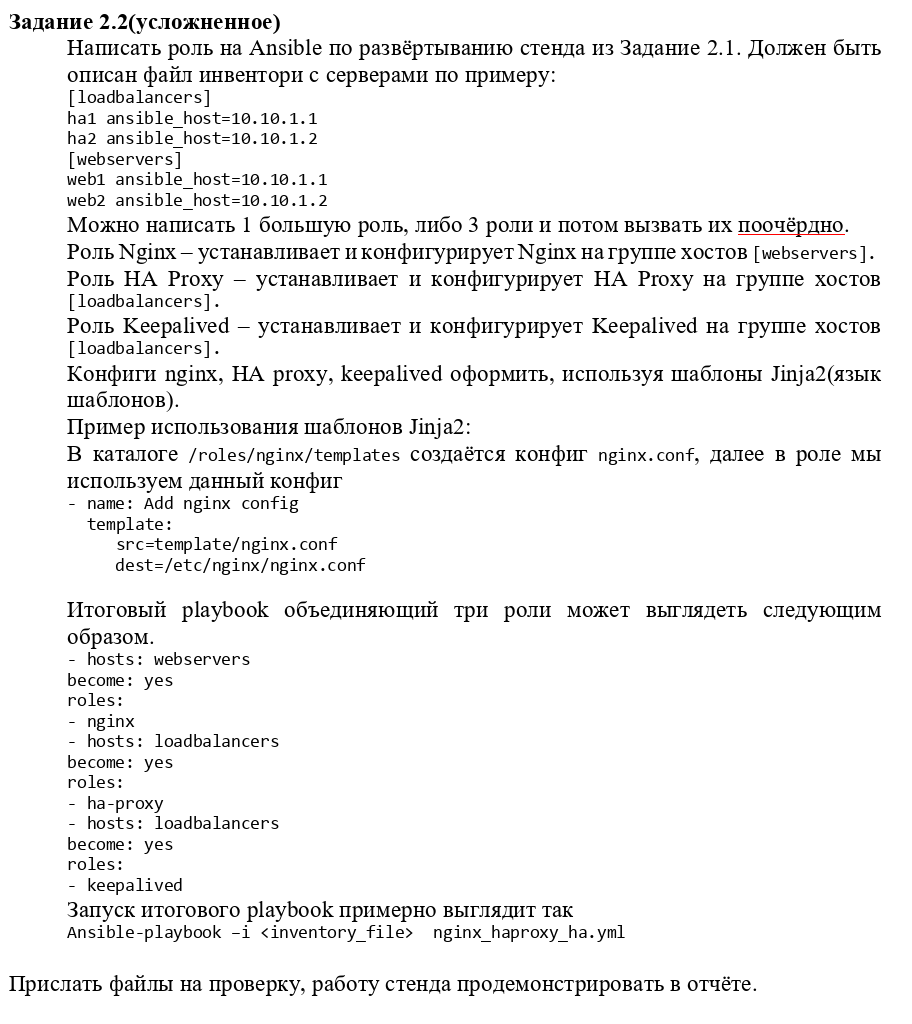 Задание 2.2(усложненное)
Написать роль на Ansible по развёртыванию стенда из Задание 2.1. Должен быть
описан файл инвентори с серверами по примеру:
[loadbalancers]
ha1 ansible_host=10.10.1.1
ha2 ansible_host=10.10.1.2
[webservers]
web1 ansible_host=10.10.1.1
web2 ansible_host=10.10.1.2
Можно написать 1 большую роль, либо 3 роли и потом вызвать их поочёрдно.
Роль Nginx – устанавливает и конфигурирует Nginx на группе хостов [webservers].
Роль HA Proxy – устанавливает и конфигурирует HA Proxy на группе хостов
[loadbalancers].
Роль Keepalived – устанавливает и конфигурирует Keepalived на группе хостов
[loadbalancers].
Конфиги nginx, HA proxy, keepalived оформить, используя шаблоны Jinja2(язык
шаблонов).
Пример использования шаблонов Jinja2:
В каталоге /roles/nginx/templates создаётся конфиг nginx.conf, далее в роле мы
используем данный конфиг
- name: Add nginx config
template:
src=template/nginx.conf
dest=/etc/nginx/nginx.conf
Итоговый playbook объединяющий три роли может выглядеть следующим
образом.
- hosts: webservers
become: yes
roles:
- nginx
- hosts: loadbalancers
become: yes
roles:
- ha-proxy
- hosts: loadbalancers
become: yes
roles:
- keepalived
Запуск итогового playbook примерно выглядит так
Ansible-playbook –i <inventory_file> nginx_haproxy_ha.yml
Прислать файлы на проверку, работу стенда продемонстрировать в отчёте.